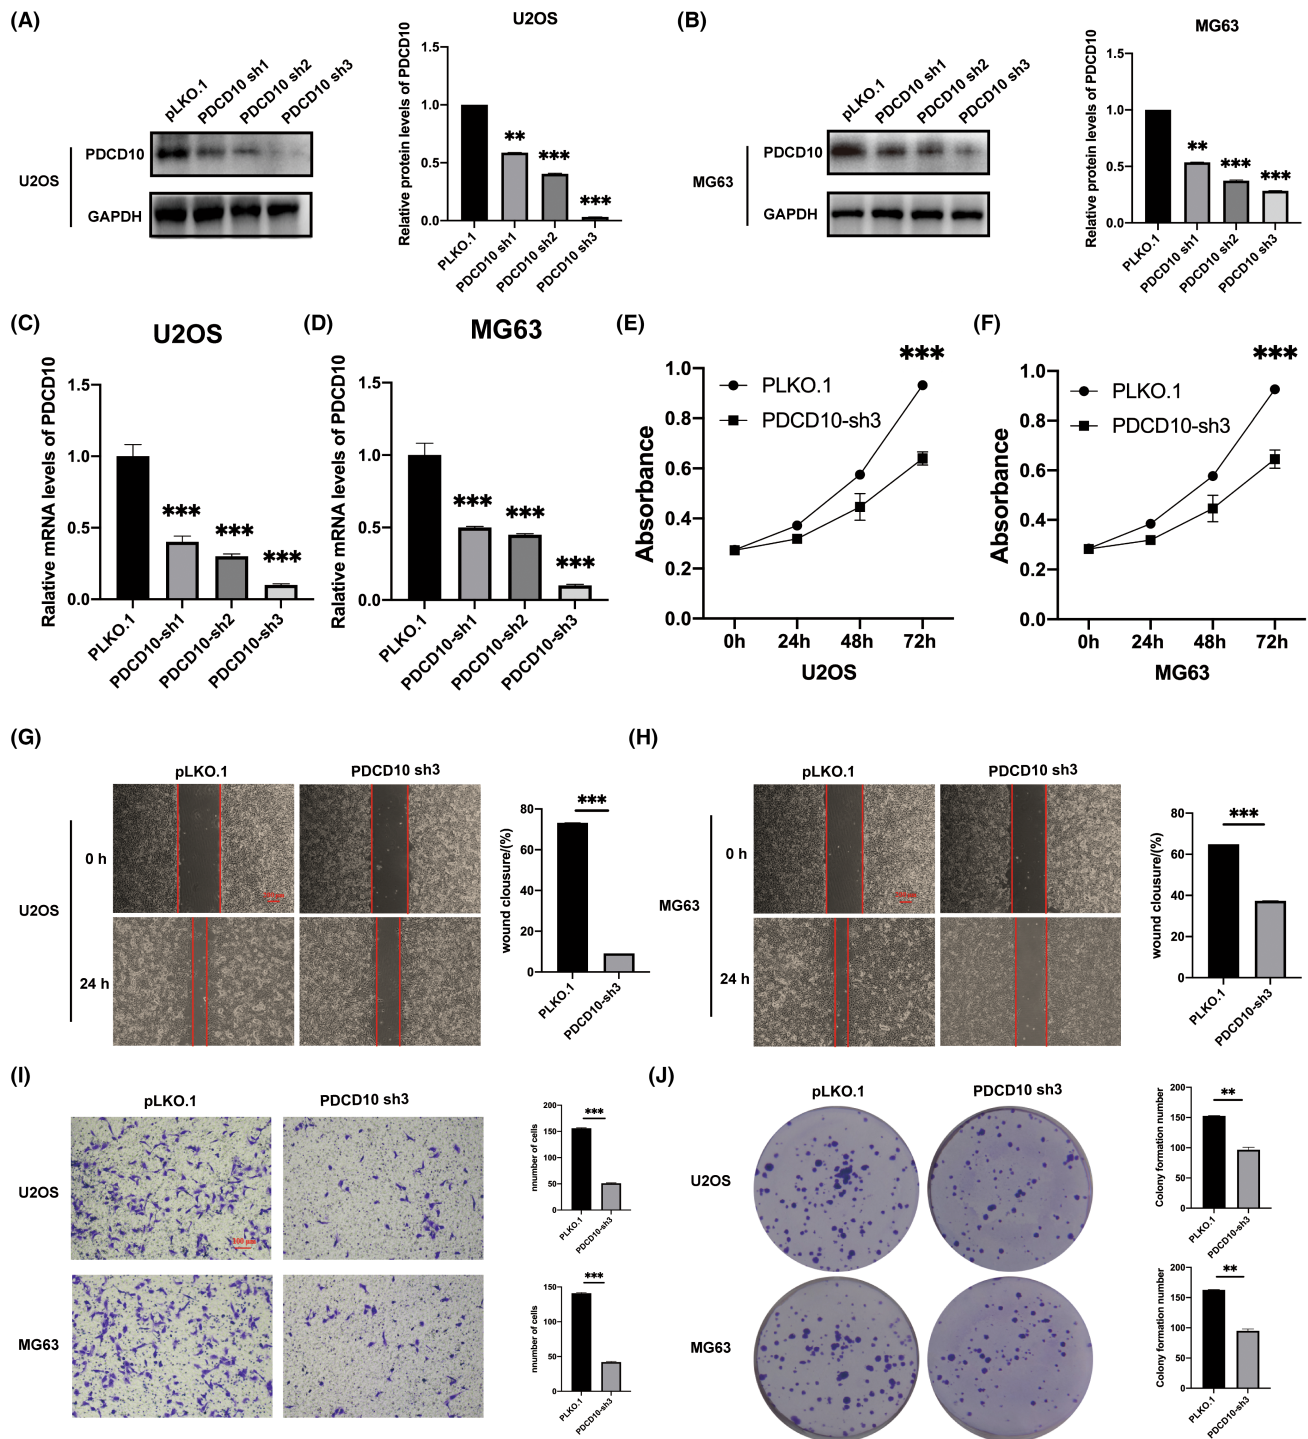 (A)
U2OS
pLKO.1
PDCD10 sh1
PDCD10 sh2
PDCD10 sh3
PDCD10
GAPDH
U2OS
Relative protein levels of PDCD10
1.5
1.0
0.5
0.0
**
***
***
PLKO.1
PDCD10 sh1
PDCD10 sh2
PDCD10 sh3
(B)
MG63
pLKO.1
PDCD10 sh1
PDCD10 sh2
PDCD10 sh3
PDCD10
GAPDH
MG63
Relative protein levels of PDCD10
1.5
1.0
0.5
0.0
**
***
***
PLKO.1
PDCD10 sh1
PDCD10 sh2
PDCD10 sh3
(C)
U2OS
Ralative mRNA levels of PDCD10
1.5
1.0
0.5
0.0
***
***
***
PLKO.1
PDCD10-sh1
PDCD10-sh2
PDCD10-sh3
(D)
MG63
Ralative mRNA levels of PDCD10
1.5
1.0
0.5
0.0
***
***
***
PLKO.1
PDCD10-sh1
PDCD10-sh2
PDCD10-sh3
(E)
Absorbance
1.0
0.8
0.6
0.4
0.2
0.0
PLKO.1
PDCD10-sh3
***
0h 24h 48h 72h
U2OS
(F)
Absorbance
1.0
0.8
0.6
0.4
0.2
0.0
PLKO.1
PDCD10-sh3
***
0h 24h 48h 72h
MG63
(G)
pLKO.1
PDCD10 sh3
U2OS
0 h
24 h
wound clousure/(%)
80
60
40
20
0
***
PLKO.1
PDCD10-sh3
(H)
pLKO.1
PDCD10 sh3
MG63
0 h
24 h
wound clousure/(%)
80
60
40
20
0
***
PLKO.1
PDCD10-sh3
(I)
pLKO.1
PDCD10 sh3
U2OS
100 μm
MG63
nnumber of cells
200
150
100
50
0
***
PLKO.1
PDCD10-sh3
nnumber of cells
150
100
50
0
***
PLKO.1
PDCD10-sh3
(J)
pLKO.1
PDCD10 sh3
U2OS
MG63
Colony formation number
200
150
100
50
0
**
PLKO.1
PDCD10-sh3
Colony formation number
200
150
100
50
0
**
PLKO.1
PDCD10-sh3